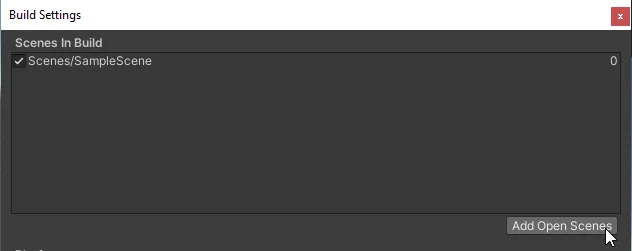 Build Settings
x
Scenes In Build
Scenes/SampleScene 0
Add Open Scenes